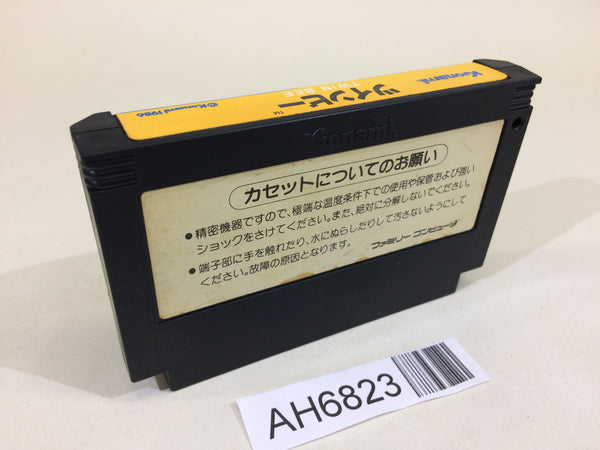 ©Konami 1986
ツインビー™
TWIN BEE
Konami
Konami
カセットについてのお願い
●精密機器ですので、極端な温度条件下での使用や保管および強い
ショックをさけてください。また、絶対に分解しないでください。
●端子部に手を触れたり、水にぬらしたりして汚さないようにして
ください。故障の原因となります。
ファミリー コンピュータ
AH6823